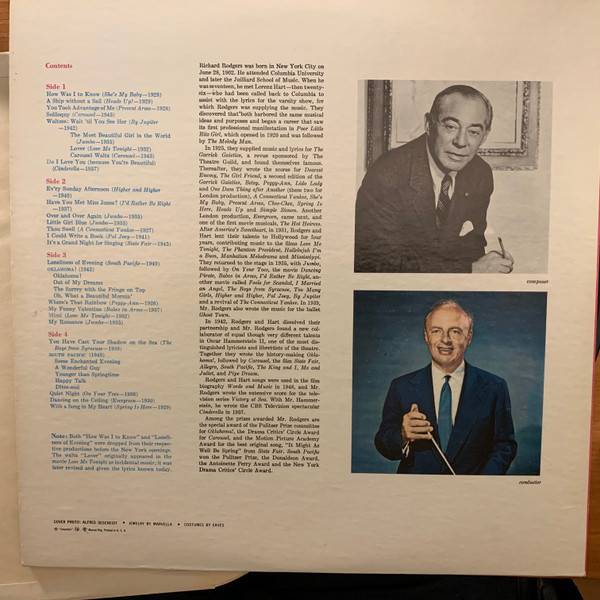 Contents
Side 1
How Was I to Know (She's My Baby—1928)
A Ship without a Sail (Heads Up!—1929)
You Took Advantage of Me (Present Arms—1928)
Soliloquy (Carousel—1945)
Waltzes: Wait 'til You See Her (By Jupiter
—1942)
The Most Beautiful Girl in the World
(Jumbo—1935)
Lover (Love Me Tonight—1932)
Carousel Waltz (Carousel—1945)
Do I Love You (because You're Beautiful)
(Cinderella—1957)
Side 2
Ev'ry Sunday Afternoon (Higher and Higher
—1940)
Have You Met Miss Jones? (I'd Rather Be Right
—1937)
Over and Over Again (Jumbo—1935)
Little Girl Blue (Jumbo—1935)
Thou Swell (A Connecticut Yankee—1927)
I Could Write a Book (Pal Joey—1941)
It's a Grand Night for Singing (State Fair—1945)
Side 3
Loneliness of Evening (South Pacific—1949)
OKLAHOMA! (1943)
Oklahoma!
Out of My Dreams
The Surrey with the Fringe on Top
Oh, What a Beautiful Mornin'
Where's That Rainbow (Peggy-Ann—1926)
My Funny Valentine (Babes in Arms—1937)
Mimi (Love Me Tonight—1932)
My Romance (Jumbo—1935)
Side 4
You Have Cast Your Shadow on the Sea (The
Boys from Syracuse—1938)
SOUTH PACIFIC (1949)
Some Enchanted Evening
A Wonderful Guy
Younger than Springtime
Happy Talk
Dites-moi
Quiet Night (On Your Toes—1936)
Dancing on the Ceiling (Evergreen—1930)
With a Song in My Heart (Spring Is Here—1929)
Note: Both "How Was I to Know" and "Loneli-
ness of Evening" were dropped from their respec-
tive productions before the New York openings.
The waltz "Lover" originally appeared in the
movie Love Me Tonight as incidental music; it was
later revised and given the lyrics known today.
Richard Rodgers was born in New York City on
June 28, 1902. He attended Columbia University
and later the Juilliard School of Music. When he
was seventeen, he met Lorenz Hart—then twenty-
six—who had been called back to Columbia to
assist with the lyrics for the varsity show, for
which Rodgers was supplying the music. They
discovered that "both harbored the same musical
ideas and purposes and began a career that saw
its first professional manifestation in Poor Little
Ritz Girl, which opened in 1920 and was followed
by The Melody Man.
In 1925, they supplied music and lyrics for The
Garrick Gaieties, a revue sponsored by The
Theatre Guild, and found themselves famous.
Thereafter, they wrote the scores for Dearest
Enemy, The Girl Friend, a second edition of the
Garrick Gaieties, Betsy, Peggy-Ann, Lido Lady
and One Dam Thing after Another (these two for
London production), A Connecticut Yankee, She's
My Baby, Present Arms, Chee-Chee, Spring Is
Here, Heads Up and Simple Simon. Another
London production, Evergreen, came next, and
one of the first movie musicals, The Hot Heiress.
After America's Sweetheart, in 1931, Rodgers and
Hart lent their talents to Hollywood for four
years, contributing music to the films Love Me
Tonight, The Phantom President, Hallelujah I'm
a Bum, Manhattan Melodrama and Mississippi.
They returned to the stage in 1935, with Jumbo,
followed by On Your Toes, the movie Dancing
Pirate, Babes in Arms, I'd Rather Be Right, an-
other movie called Fools for Scandal, I Married
an Angel, The Boys from Syracuse, Too Many
Girls, Higher and Higher, Pal Joey, By Jupiter
and a revival of The Connecticut Yankee. In 1939,
Mr. Rodgers also wrote the music for the ballet
Ghost Town.
In 1942, Rodgers and Hart dissolved their
partnership and Mr. Rodgers found a new col-
laborator of equal though very different talents
in Oscar Hammerstein II, one of the most dis-
tinguished lyricists and librettists of the theatre.
Together they wrote the history-making Okla-
homa!, followed by Carousel, the film State Fair,
Allegro, South Pacific, The King and I, Me and
Juliet, and Pipe Dream.
Rodgers and Hart songs were used in the film
biography Words and Music in 1948, and Mr.
Rodgers wrote the extensive score for the tele-
vision series Victory at Sea. With Mr. Hammer-
stein, he wrote the CBS Television spectacular
Cinderella in 1957.
Among the prizes awarded Mr. Rodgers are
the special award of the Pulitzer Prize committee
for Oklahoma!, the Drama Critics' Circle Award
for Carousel, and the Motion Picture Academy
Award for the best original song, "It Might As
Well Be Spring" from State Fair. South Pacific
won the Pulitzer Prize, the Donaldson Award,
the Antoinette Perry Award and the New York
Drama Critics' Circle Award.
composer
conductor
COVER PHOTO: ALFRED GESCHEIDT • JEWELRY BY MARVELLA • COSTUMES BY EAVES